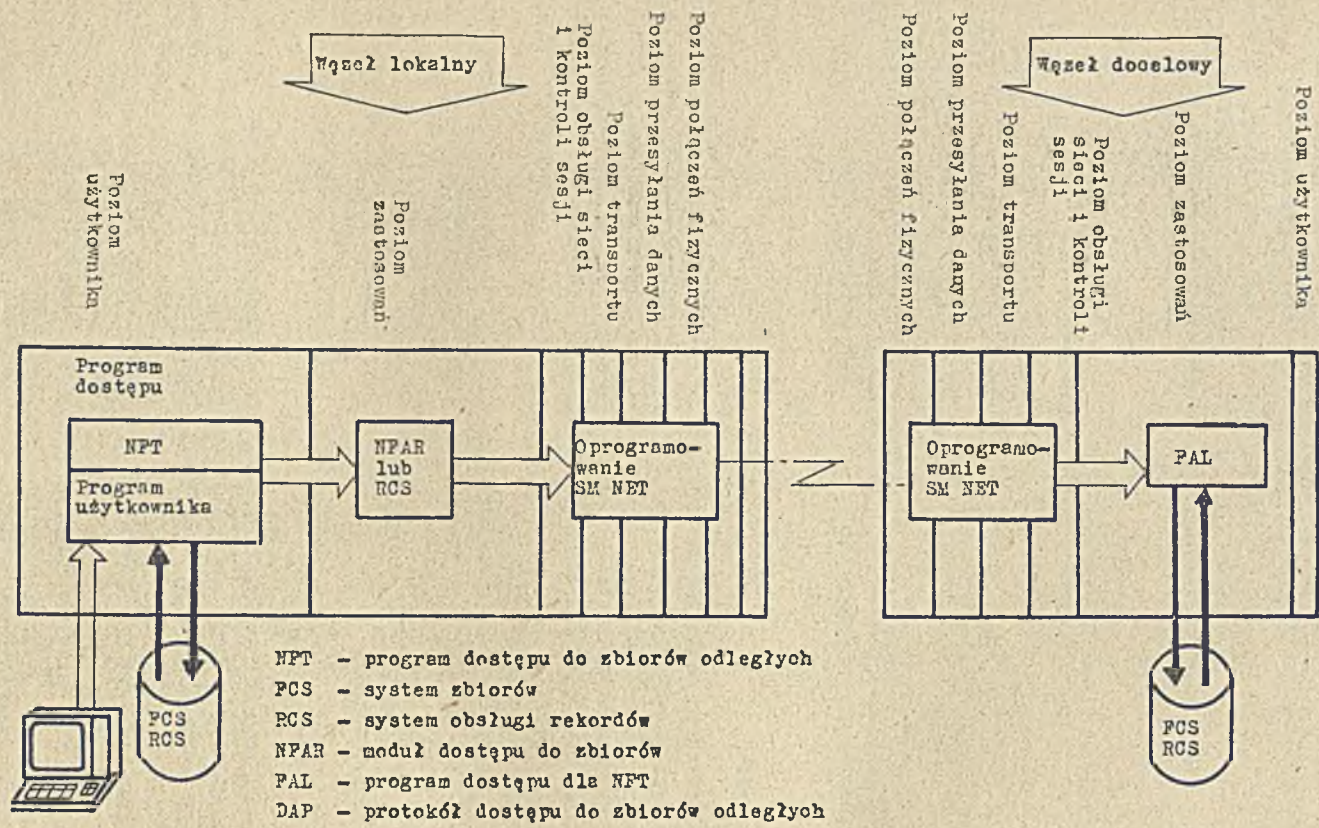 Węzeł lokalny
Węzeł docelowy
Poziom
użytkownika
Poziom
zastosowań
Poziom obsługi sieci
i kontroli sesji
Poziom transportu
Poziom przesyłania danych
Poziom połączeń fizycznych
Poziom połączeń fizycznych
Poziom przesyłania danych
Poziom transportu
Poziom obsługi
sieci i kontroli
sesji
Poziom zastosowań
Poziom użytkownika
Program
dostępu
NFT
Program
użytkownika
NFAR
lub
RCS
Oprogramo-
wanie
SM NET
Oprogramo-
wanie
SM NET
FAL
FCS
RCS
FCS
RCS
NFT – program dostępu do zbiorów odległych
FCS – system zbiorów
RCS – system obsługi rekordów
NFAR – moduł dostępu do zbiorów
FAL – program dostępu dla NFT
DAP – protokół dostępu do zbiorów odległych